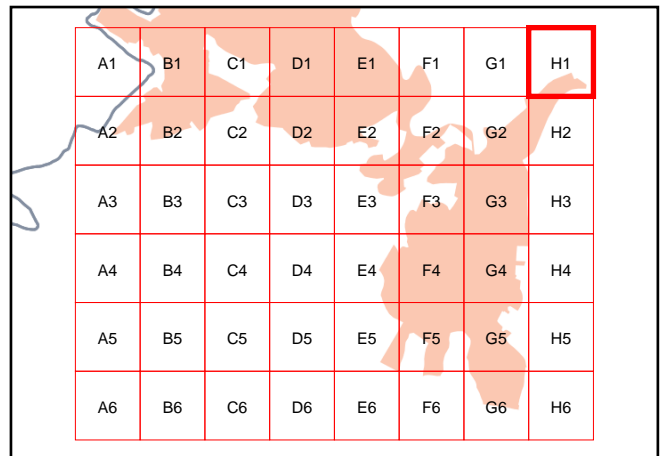 A1 B1 C1 D1 E1 F1 G1 H1
A2 B2 C2 D2 E2 F2 G2 H2
A3 B3 C3 D3 E3 F3 G3 H3
A4 B4 C4 D4 E4 F4 G4 H4
A5 B5 C5 D5 E5 F5 G5 H5
A6 B6 C6 D6 E6 F6 G6 H6